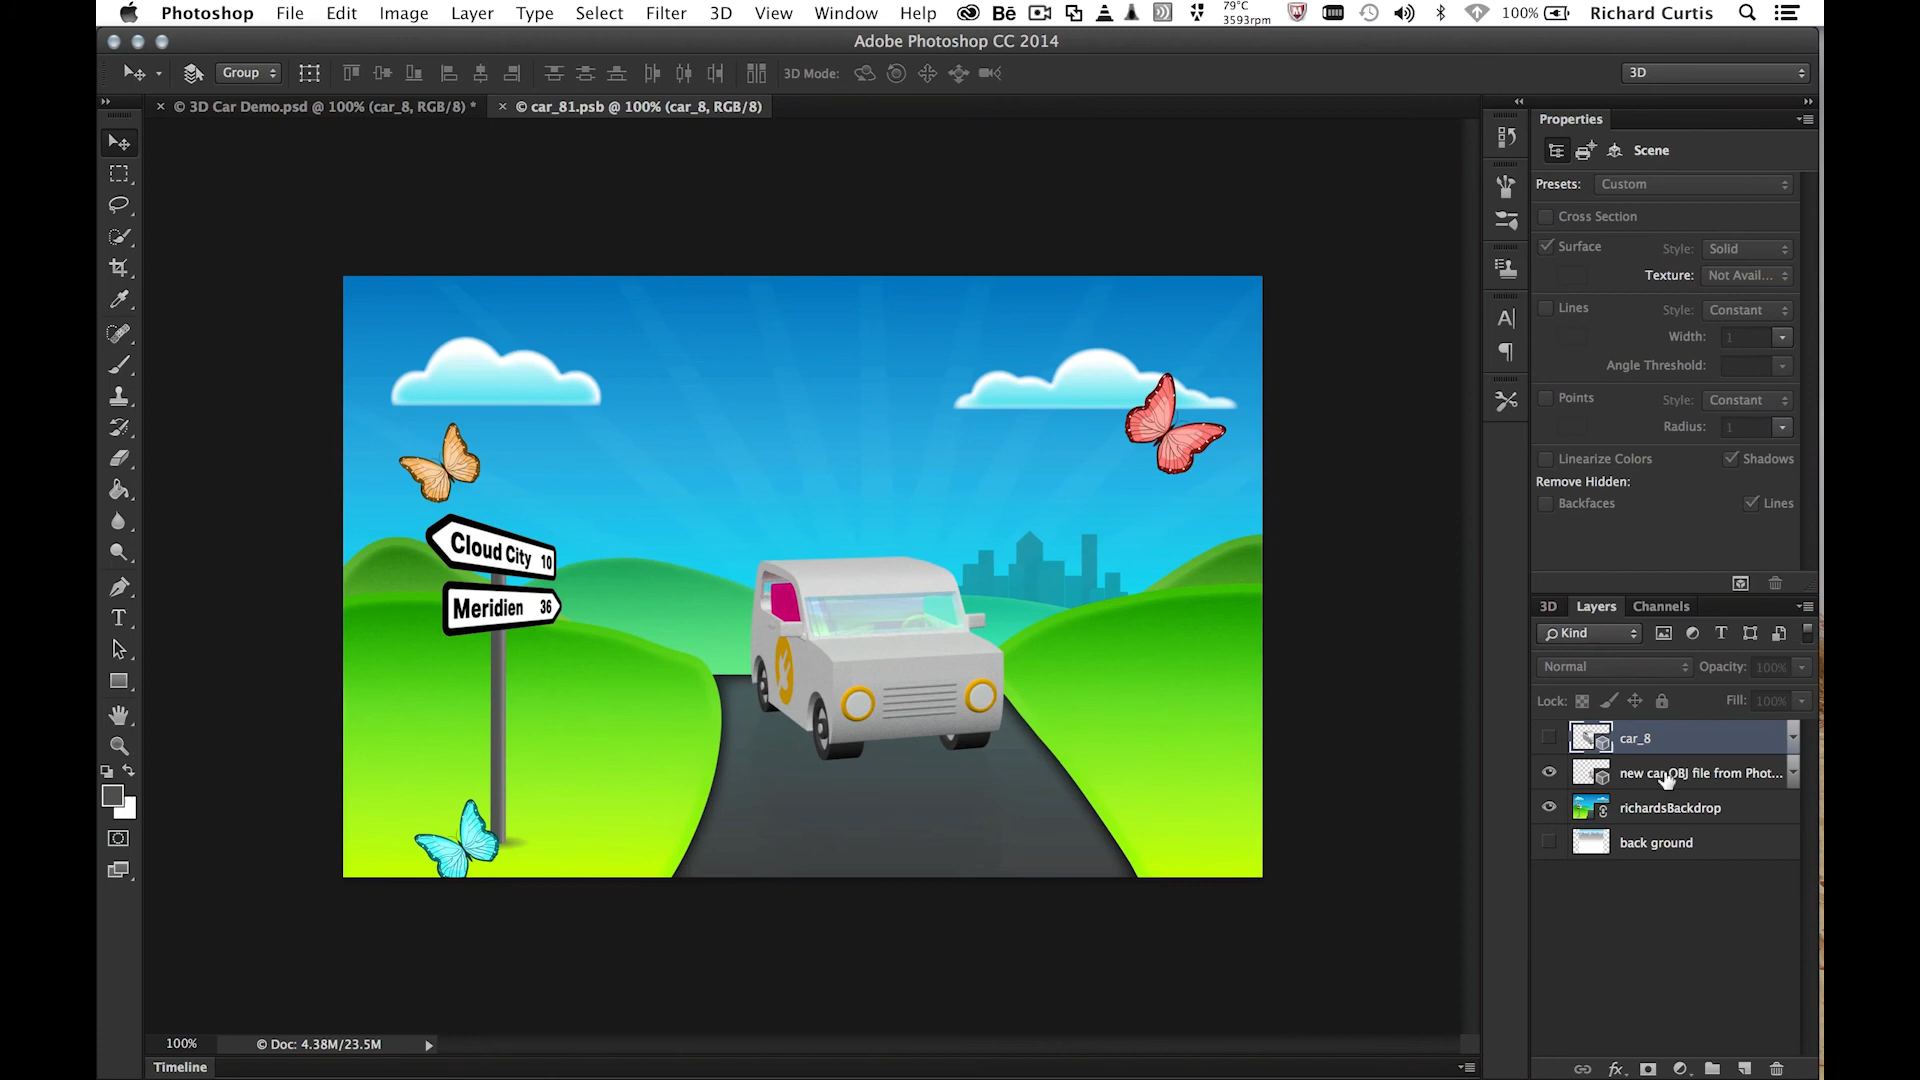 Photoshop File Edit Image Layer Type Select Filter 3D View Window Help 79°C 3593rpm 100% Richard Curtis
Adobe Photoshop CC 2014
Group 3D Mode: 3D
× © 3D Car Demo.psd @ 100% (car_8, RGB/8) * × © car_81.psb @ 100% (car_8, RGB/8)
Properties
Scene
Presets: Custom
Cross Section
Surface Style: Solid
Texture: Not Avail...
Lines Style: Constant
Width: 1
Angle Threshold:
Points Style: Constant
Radius: 1
Linearize Colors Shadows
Remove Hidden:
Backfaces Lines
Cloud City 10
Meridien 36
3D Layers Channels
Kind
Normal Opacity: 100%
Lock: Fill: 100%
car_8
new car OBJ file from Phot...
richardsBackdrop
back ground
100% © Doc: 4.38M/23.5M
Timeline